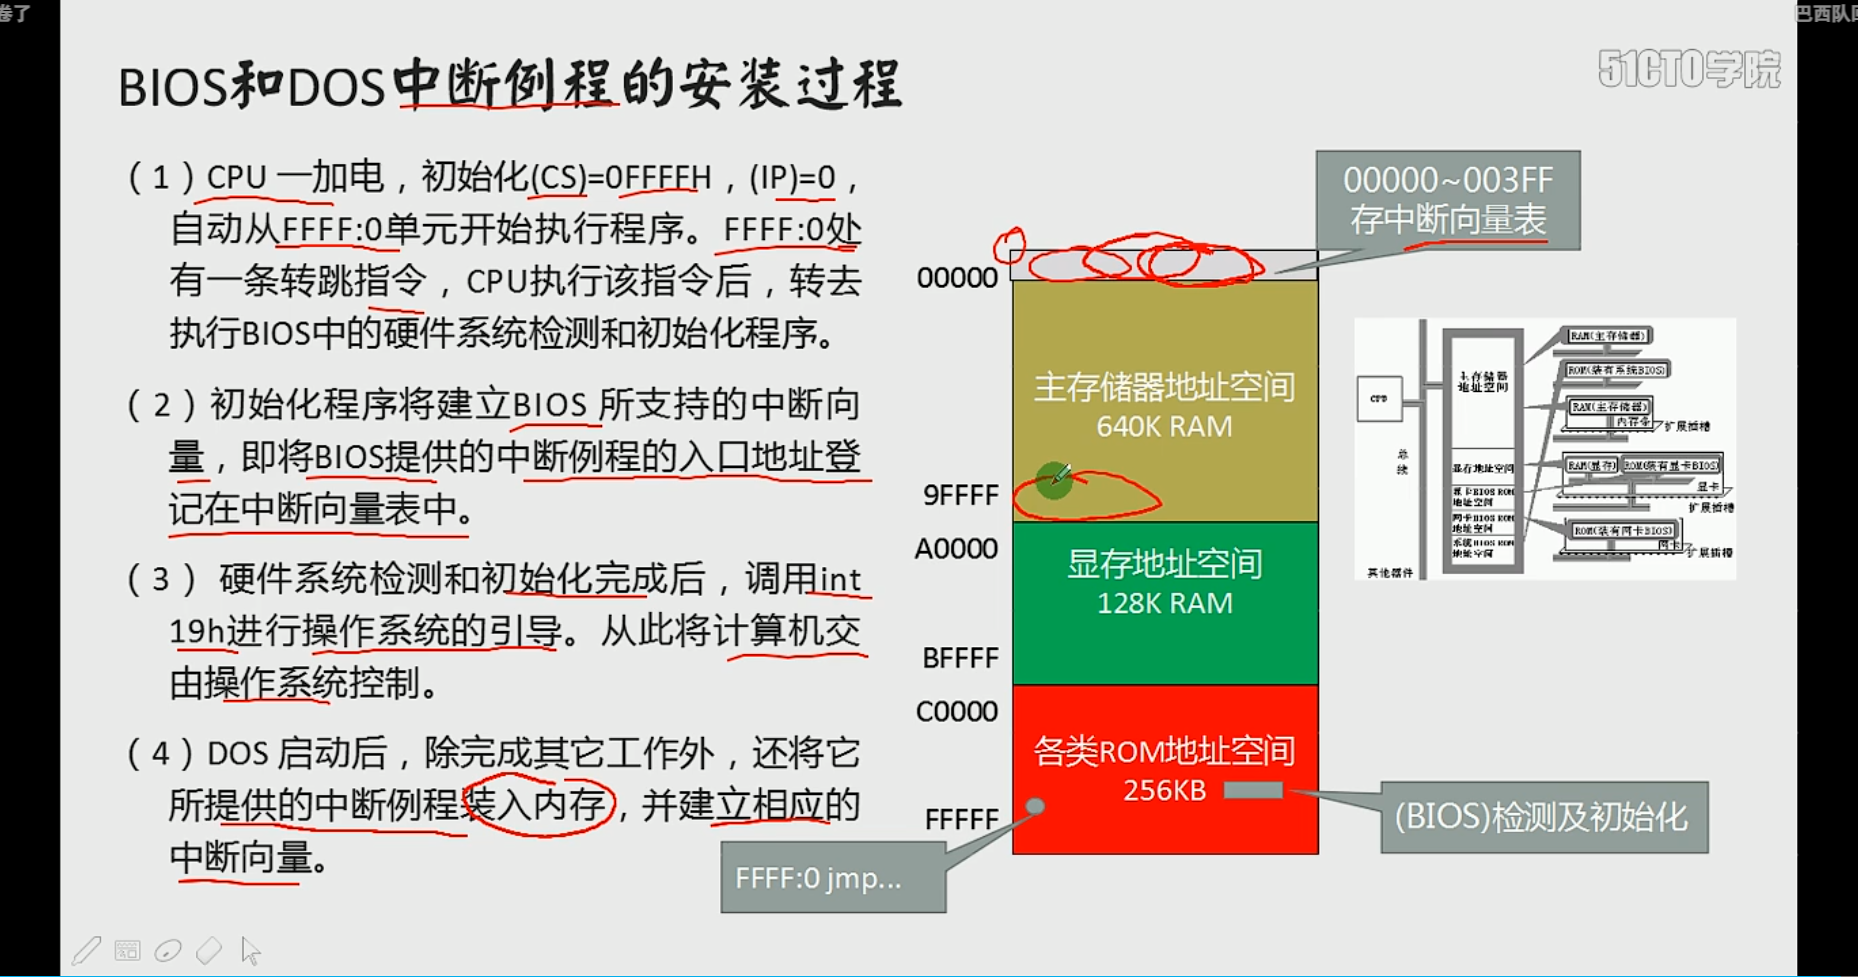 卷了
巴西队
51CTO学院
BIOS和DOS中断例程的安装过程
（1）CPU 一加电，初始化(CS)=0FFFFH，(IP)=0，
自动从FFFF:0单元开始执行程序。FFFF:0处
有一条转跳指令，CPU执行该指令后，转去
执行BIOS中的硬件系统检测和初始化程序。
（2）初始化程序将建立BIOS 所支持的中断向
量，即将BIOS提供的中断例程的入口地址登
记在中断向量表中。
（3） 硬件系统检测和初始化完成后，调用int
19h进行操作系统的引导。从此将计算机交
由操作系统控制。
（4）DOS 启动后，除完成其它工作外，还将它
所提供的中断例程装入内存，并建立相应的
中断向量。
00000~003FF
存中断向量表
00000
主存储器地址空间
640K RAM
9FFFF
A0000
显存地址空间
128K RAM
BFFFF
C0000
各类ROM地址空间
256KB
FFFFF
FFFF:0 jmp...
(BIOS)检测及初始化
CPU
总
线
其他器件
主存储器
地址空间
显存地址空间
显卡BIOS ROM
地址空间
网卡BIOS ROM
地址空间
系统BIOS ROM
地址空间
RAM(主存储器)
ROM(装有系统BIOS)
RAM(主存储器)
内存条
扩展插槽
RAM(显存)
ROM(装有显卡BIOS)
显卡
扩展插槽
ROM(装有网卡BIOS)
网卡
扩展插槽